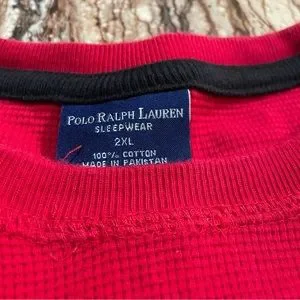 POLO RALPH LAUREN
SLEEPWEAR
2XL
100% COTTON
MADE IN PAKISTAN